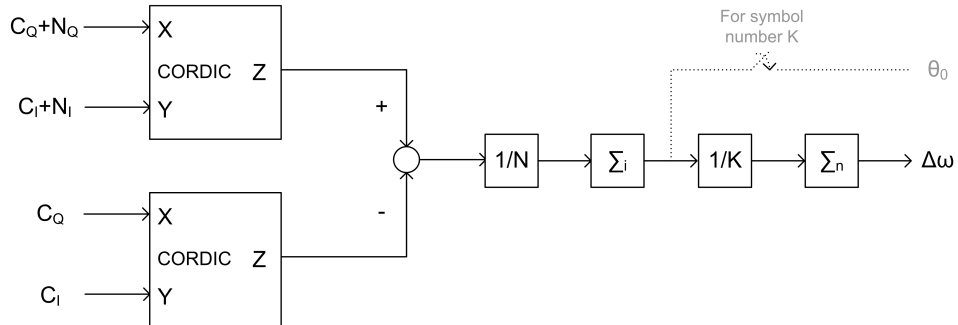 C_Q+N_Q
X
CORDIC Z
C_I+N_I
Y
For symbol
number K
θ_0
+
1/N
∑_i
1/K
∑_n
Δω
-
C_Q
X
CORDIC Z
C_I
Y